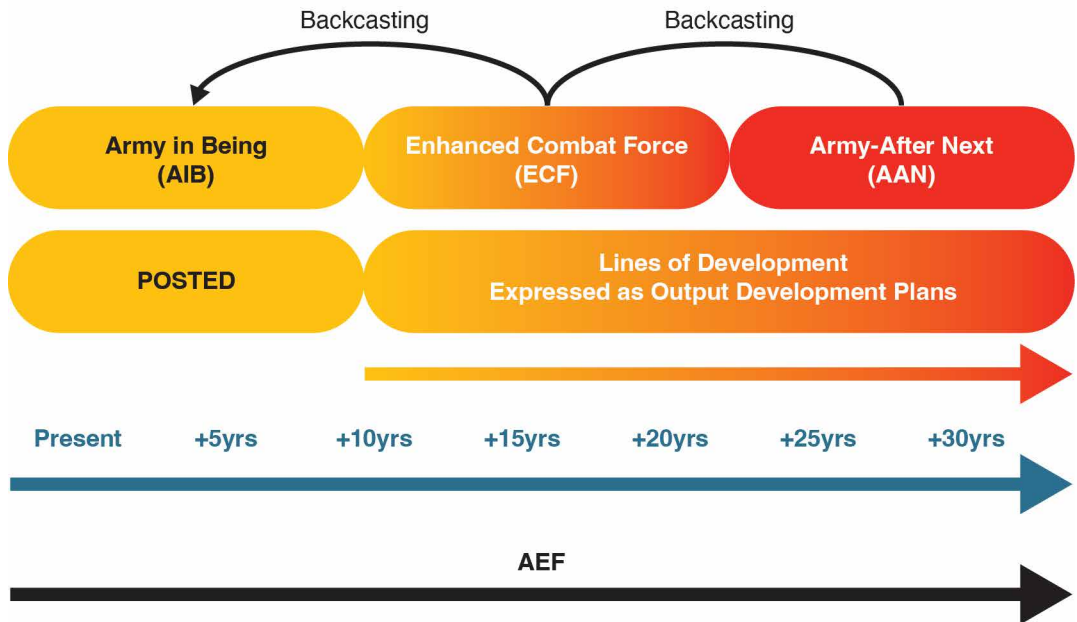 Backcasting
Backcasting
Army in Being
(AIB)
Enhanced Combat Force
(ECF)
Army-After Next
(AAN)
POSTED
Lines of Development
Expressed as Output Development Plans
Present
+5yrs
+10yrs
+15yrs
+20yrs
+25yrs
+30yrs
AEF